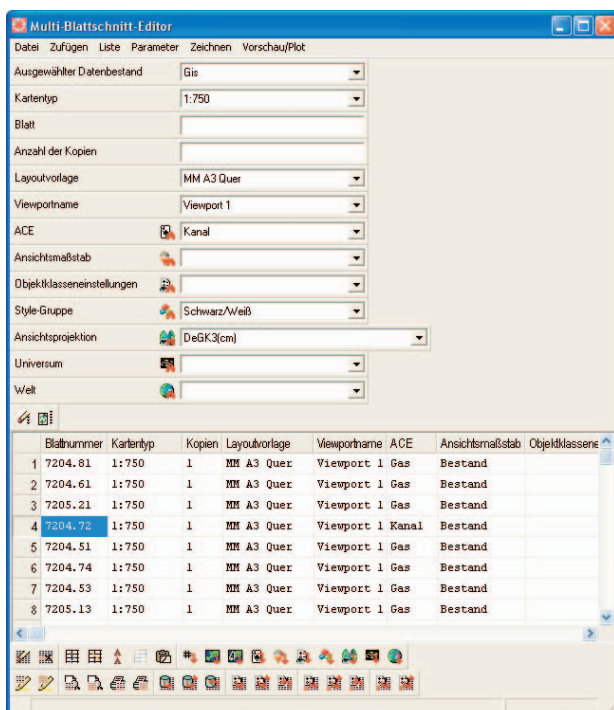 Multi-Blattschnitt-Editor
Datei Zufügen Liste Parameter Zeichnen Vorschau/Plot
Ausgewählter Datenbestand Gis
Kartentyp 1:750
Blatt
Anzahl der Kopien
Layoutvorlage MM A3 Quer
Viewportname Viewport 1
ACE Kanal
Ansichtsmaßstab
Objektklasseneinstellungen
Style-Gruppe Schwarz/Weiß
Ansichtsprojektion DeGK3(cm)
Universum
Welt
Blattnummer Kartentyp Kopien Layoutvorlage Viewportname ACE Ansichtsmaßstab Objektklassene
1 7204.81 1:750 1 MM A3 Quer Viewport 1 Gas Bestand
2 7204.61 1:750 1 MM A3 Quer Viewport 1 Gas Bestand
3 7205.21 1:750 1 MM A3 Quer Viewport 1 Gas Bestand
4 7204.72 1:750 1 MM A3 Quer Viewport 1 Kanal Bestand
5 7204.51 1:750 1 MM A3 Quer Viewport 1 Gas Bestand
6 7204.74 1:750 1 MM A3 Quer Viewport 1 Gas Bestand
7 7204.53 1:750 1 MM A3 Quer Viewport 1 Gas Bestand
8 7205.13 1:750 1 MM A3 Quer Viewport 1 Gas Bestand